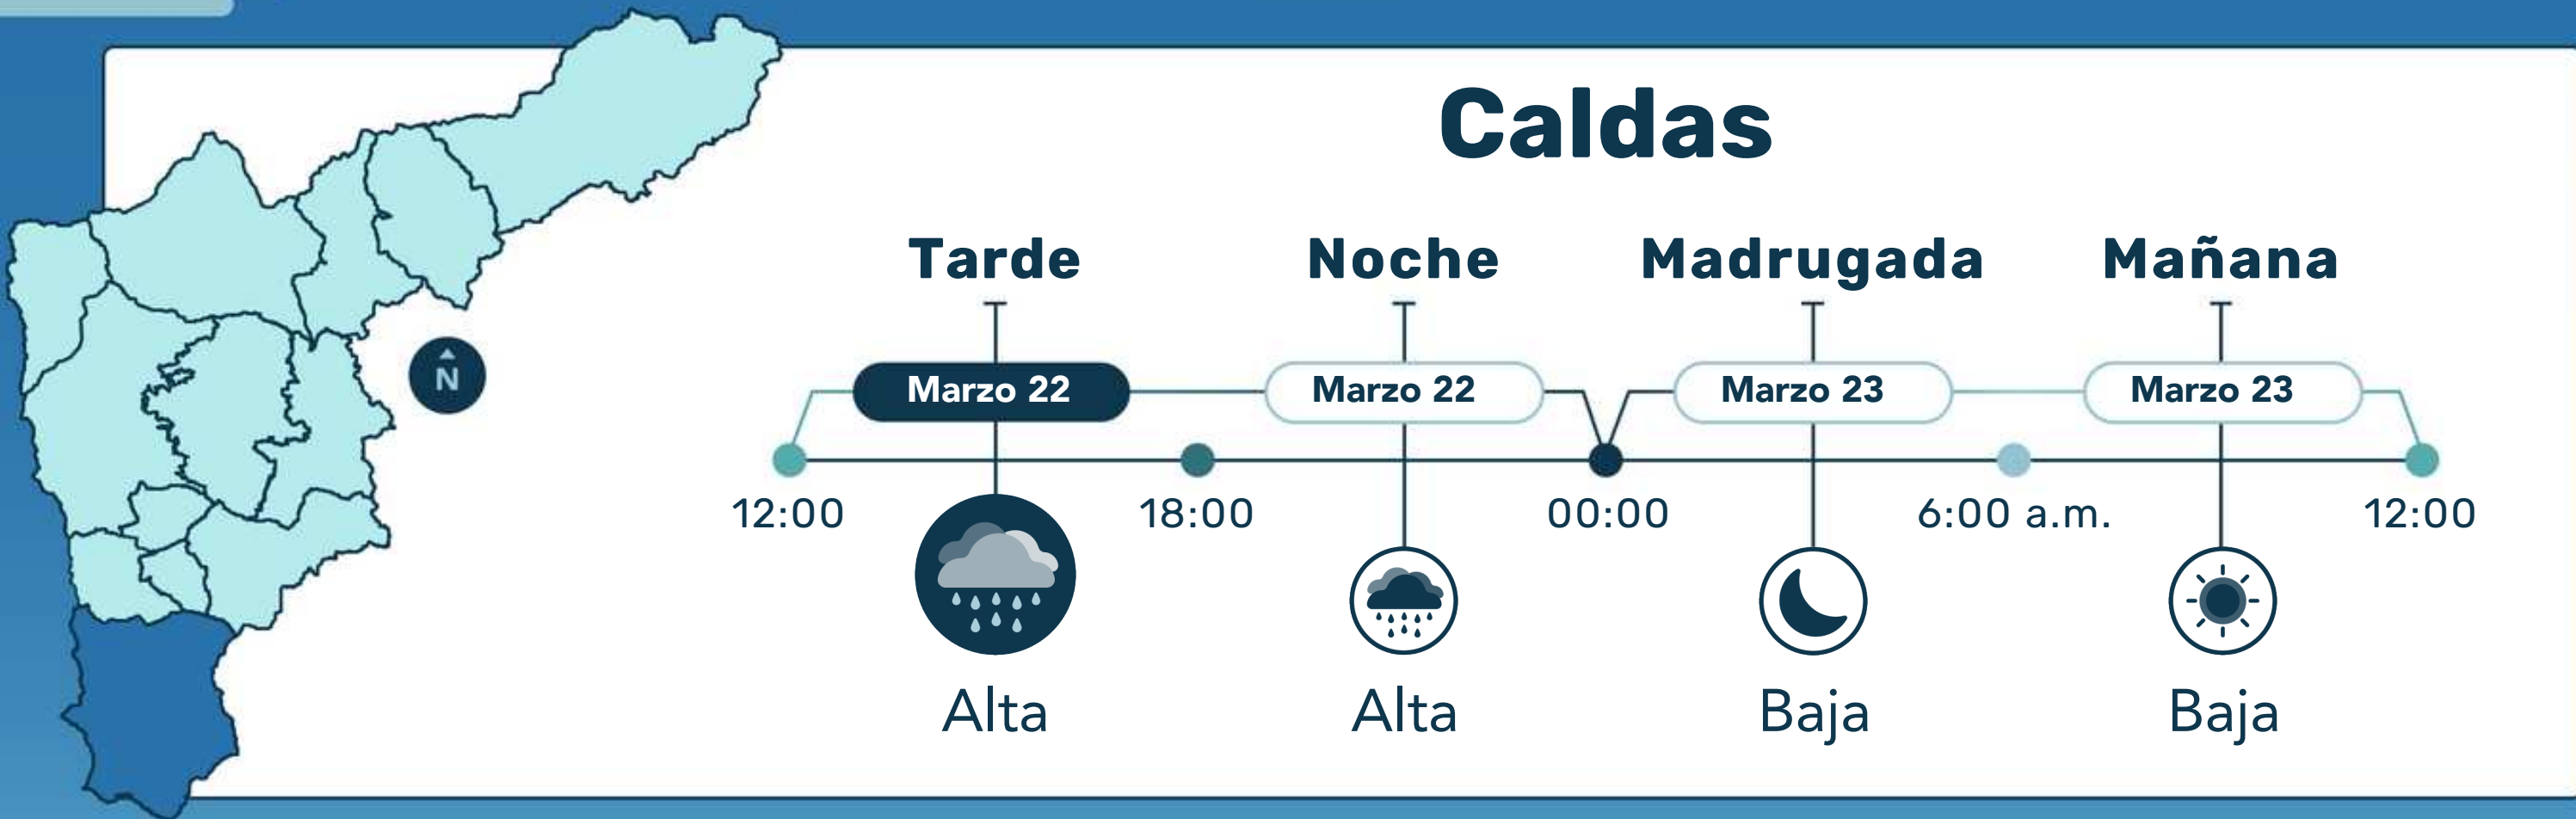 Caldas
Tarde Noche Madrugada Mañana
Marzo 22 Marzo 22 Marzo 23 Marzo 23
N
12:00 18:00 00:00 6:00 a.m. 12:00
Alta Alta Baja Baja